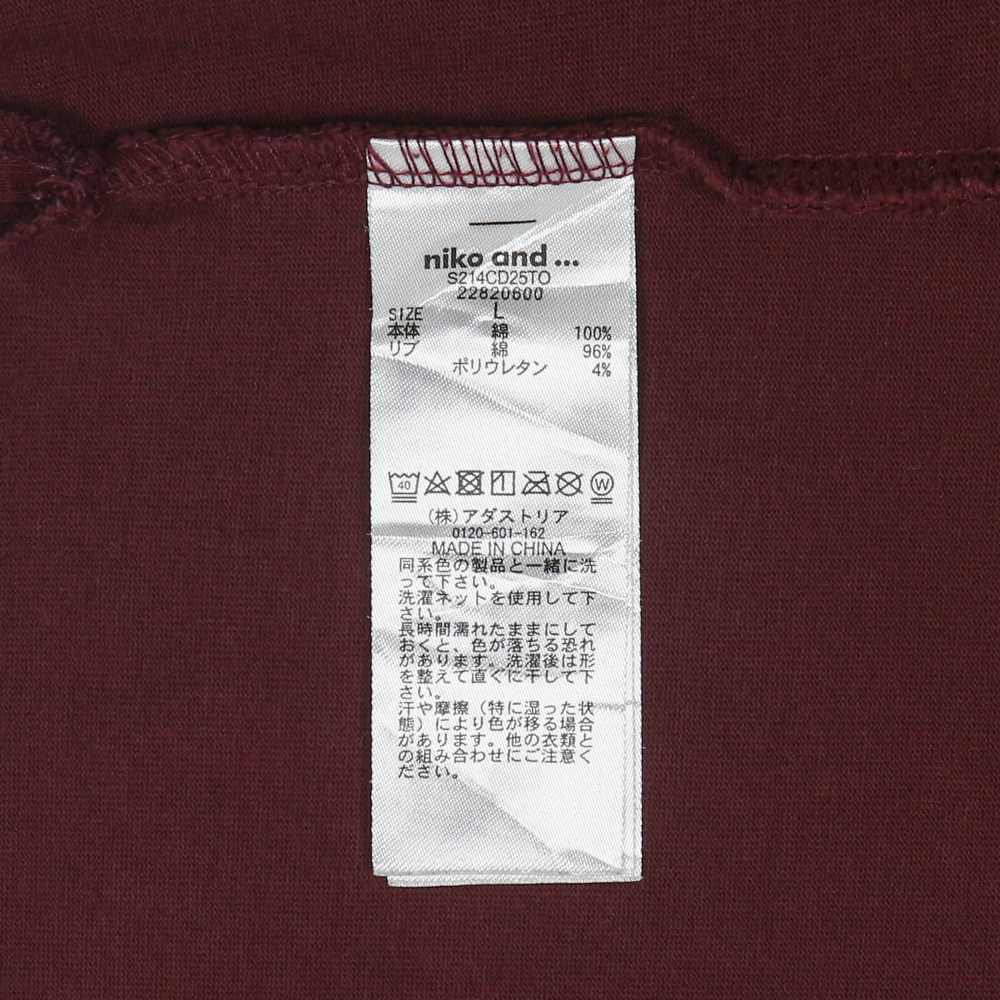 niko and ...
S214CD25TO
22820600
SIZE L
本体 綿 100%
リブ 綿 96%
ポリウレタン 4%
40 W
(株)アダストリア
0120-601-162
MADE IN CHINA
同系色の製品と一緒に洗
って下さい。
洗濯ネットを使用して下
さい。
長時間濡れたままにして
おくと、色が落ちる恐れ
があります。洗濯後は形
を整えて直ぐに干して下
さい。
汗や摩擦（特に湿った状
態）により色が移る場合
があります。他の衣類と
の組み合わせにご注意く
ださい。